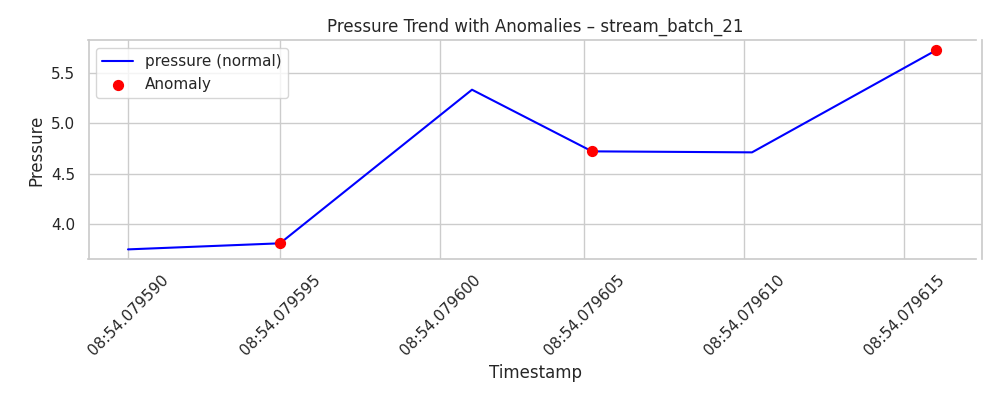 Pressure Trend with Anomalies – stream_batch_21
pressure (normal)
Anomaly
Pressure
5.5
5.0
4.5
4.0
08:54.079590
08:54.079595
08:54.079600
08:54.079605
08:54.079610
08:54.079615
Timestamp